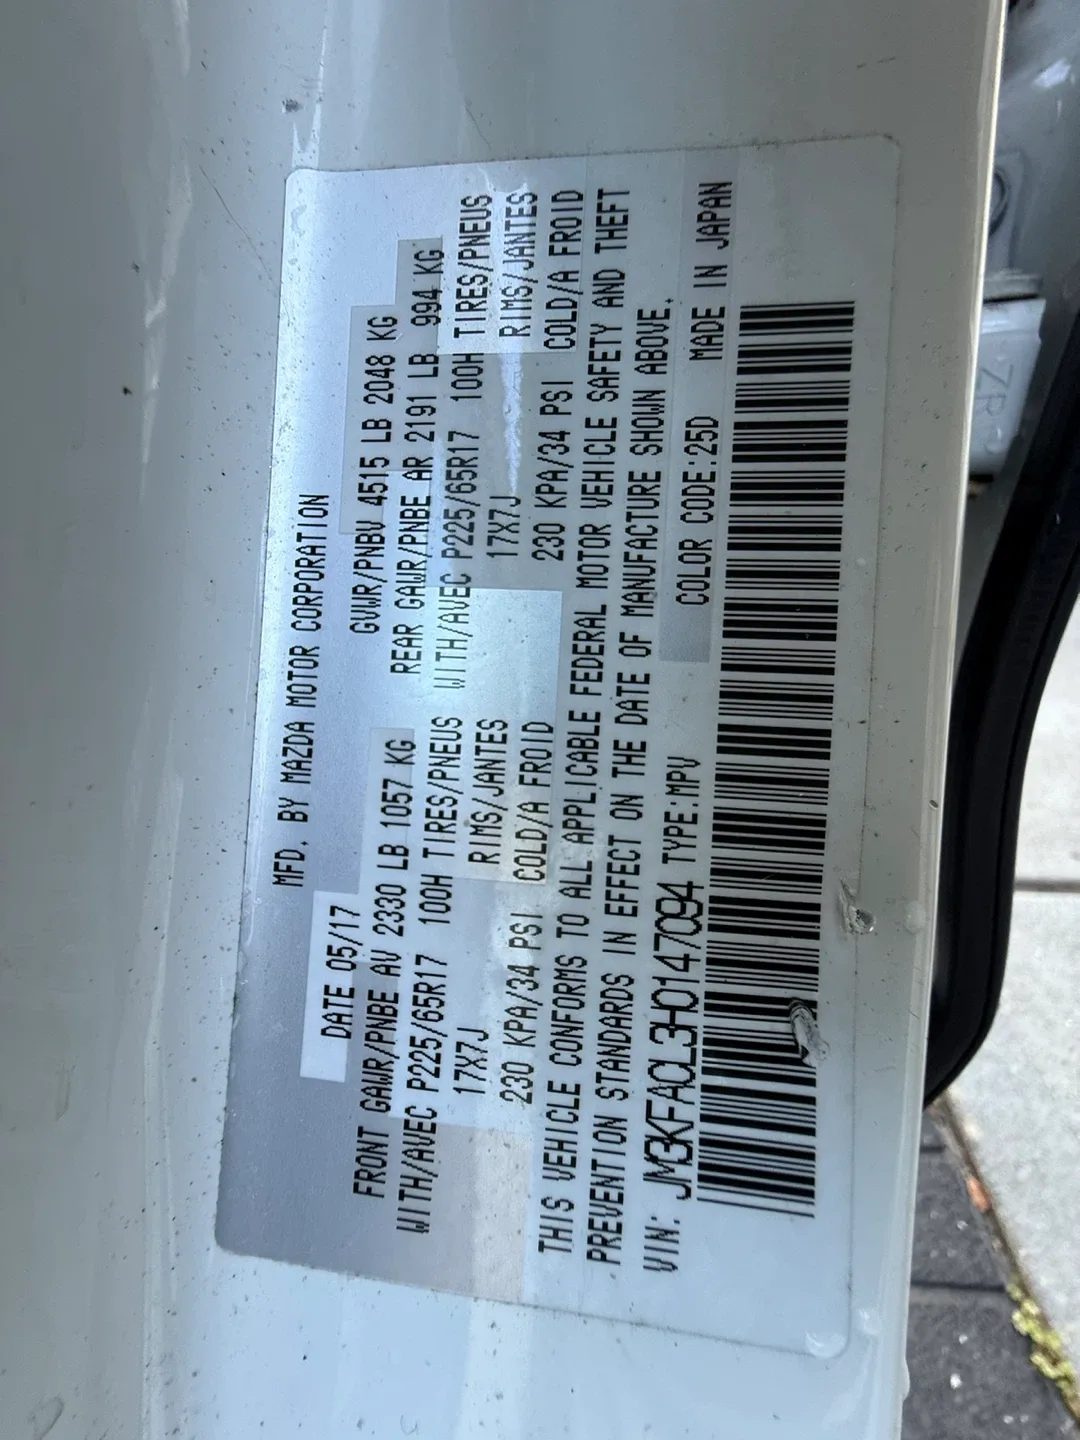 MFD. BY MAZDA MOTOR CORPORATION
DATE 05/17 GVWR/PNBV 4515 LB 2048 KG
FRONT GAWR/PNBE AV 2330 LB 1057 KG REAR GAWR/PNBE AR 2191 LB 994 KG
WITH/AVEC P225/65R17 100H TIRES/PNEUS WITH/AVEC P225/65R17 100H TIRES/PNEUS
17X7J RIMS/JANTES 17X7J RIMS/JANTES
230 KPA/34 PSI COLD/A FROID 230 KPA/34 PSI COLD/A FROID
THIS VEHICLE CONFORMS TO ALL APPLICABLE FEDERAL MOTOR VEHICLE SAFETY AND THEFT
PREVENTION STANDARDS IN EFFECT ON THE DATE OF MANUFACTURE SHOWN ABOVE.
VIN: JM3KFACL3H0147094 TYPE:MPV COLOR CODE:25D MADE IN JAPAN